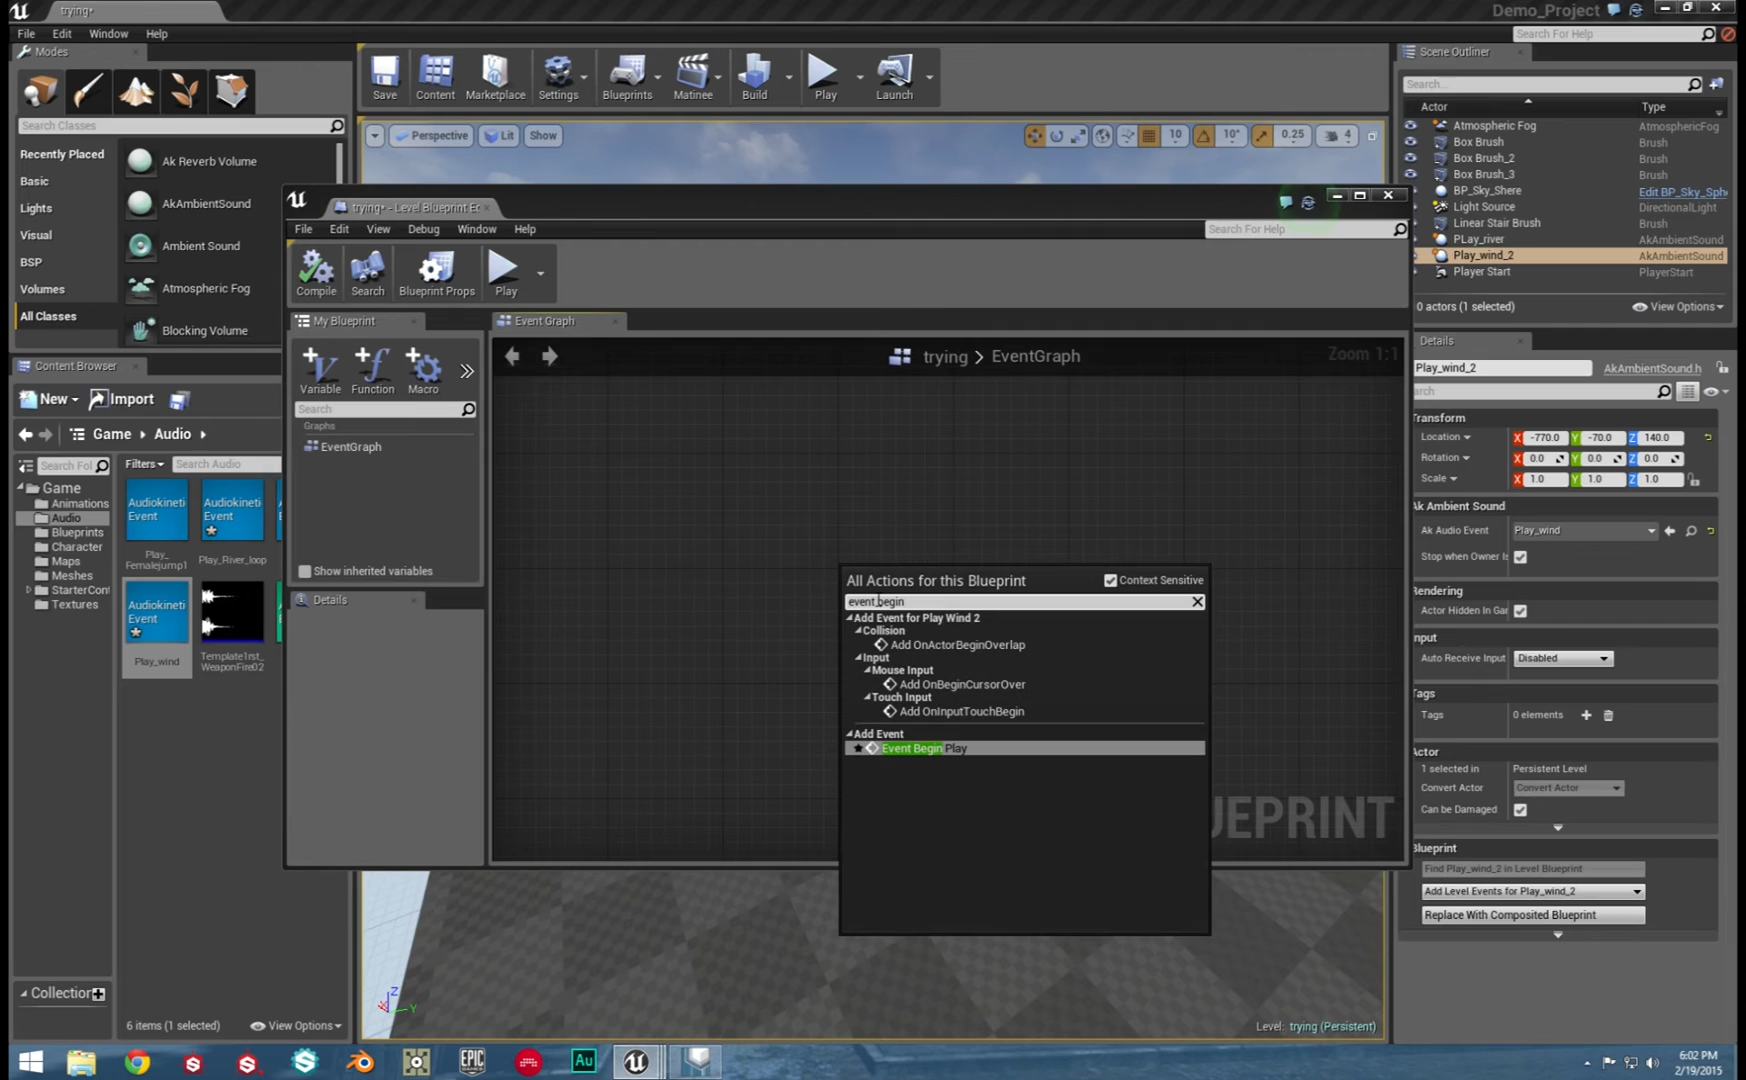 trying•
Demo_Project
File Edit Window Help
Search For Help
Modes
Save Content Marketplace Settings Blueprints Matinee Build Play Launch
Search Classes
Recently Placed
Basic
Lights
Visual
BSP
Volumes
All Classes
Ak Reverb Volume
AkAmbientSound
Ambient Sound
Atmospheric Fog
Blocking Volume
Perspective Lit Show
10 10° 0.25 4
Scene Outliner
Search...
Actor Type
Atmospheric Fog AtmosphericFog
Box Brush Brush
Box Brush_2 Brush
Box Brush_3 Brush
BP_Sky_Shere Edit BP_Sky_Sph
Light Source DirectionalLight
Linear Stair Brush Brush
PLay_river AkAmbientSound
Play_wind_2 AkAmbientSound
Player Start PlayerStart
0 actors (1 selected) View Options
trying• - Level Blueprint Ec
File Edit View Debug Window Help
Search For Help
Compile Search Blueprint Props Play
My Blueprint
Variable Function Macro
Search
Graphs
EventGraph
Show inherited variables
Details
Event Graph
trying > EventGraph
Zoom 1:1
All Actions for this Blueprint
Context Sensitive
event begin
Add Event for Play Wind 2
Collision
Add OnActorBeginOverlap
Input
Mouse Input
Add OnBeginCursorOver
Touch Input
Add OnInputTouchBegin
Add Event
Event Begin Play
UEPRINT
Content Browser
New Import
Game Audio
Search Fol
Filters Search Audio
Game
Animations
Audio
Blueprints
Character
Maps
Meshes
StarterCont
Textures
Audiokineti
Event
Play_
Femalejump1
Audiokineti
Event
Play_River_loop
Audiokineti
Event
Play_wind
Template1rst_
WeaponFire02
Collection
6 items (1 selected) View Options
Level: trying (Persistent)
Details
Play_wind_2 AkAmbientSound.h
earch
Transform
Location X -770.0 Y -70.0 Z 140.0
Rotation X 0.0 Y 0.0 Z 0.0
Scale X 1.0 Y 1.0 Z 1.0
Ak Ambient Sound
Ak Audio Event Play_wind
Stop when Owner Is
Rendering
Actor Hidden In Gar
Input
Auto Receive Input Disabled
Tags
Tags 0 elements
Actor
1 selected in Persistent Level
Convert Actor Convert Actor
Can be Damaged
Blueprint
Find Play_wind_2 in Level Blueprint
Add Level Events for Play_wind_2
Replace With Composited Blueprint
EPIC
GAMES
Au
6:02 PM
2/19/2015